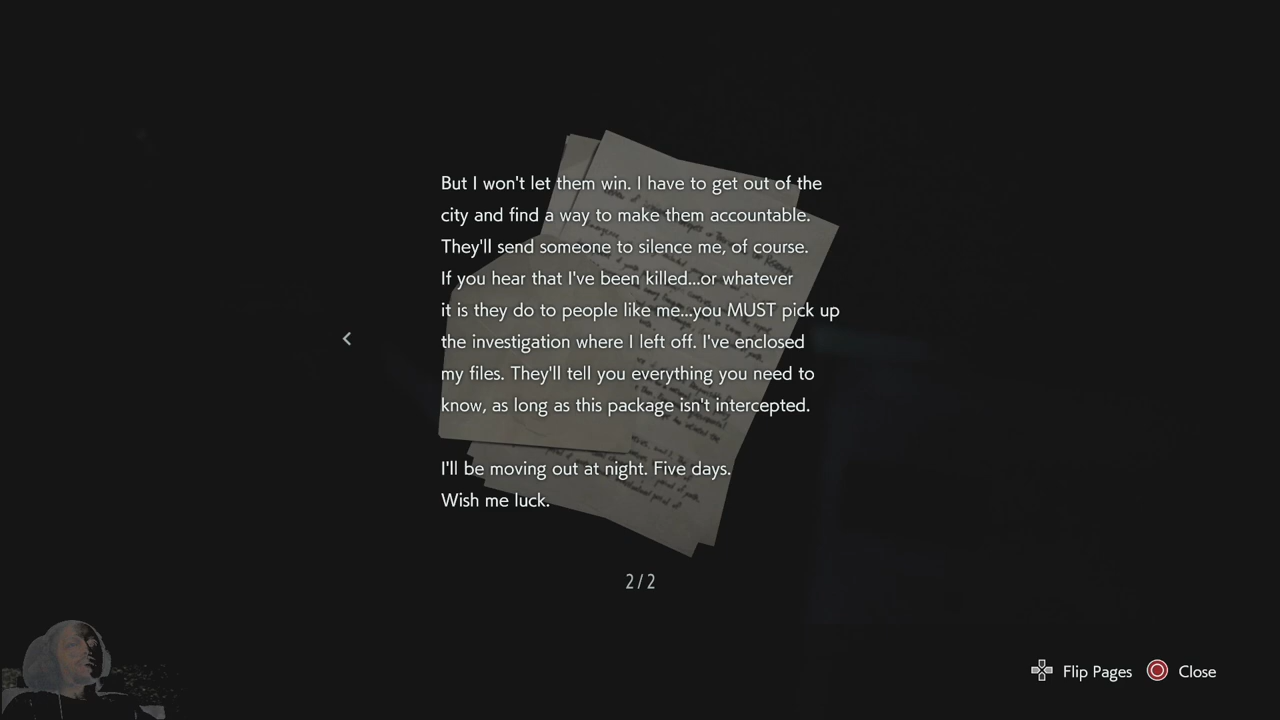 But I won't let them win. I have to get out of the
city and find a way to make them accountable.
They'll send someone to silence me, of course.
If you hear that I've been killed...or whatever
it is they do to people like me...you MUST pick up
the investigation where I left off. I've enclosed
my files. They'll tell you everything you need to
know, as long as this package isn't intercepted.
I'll be moving out at night. Five days.
Wish me luck.
2 / 2
Flip Pages
Close